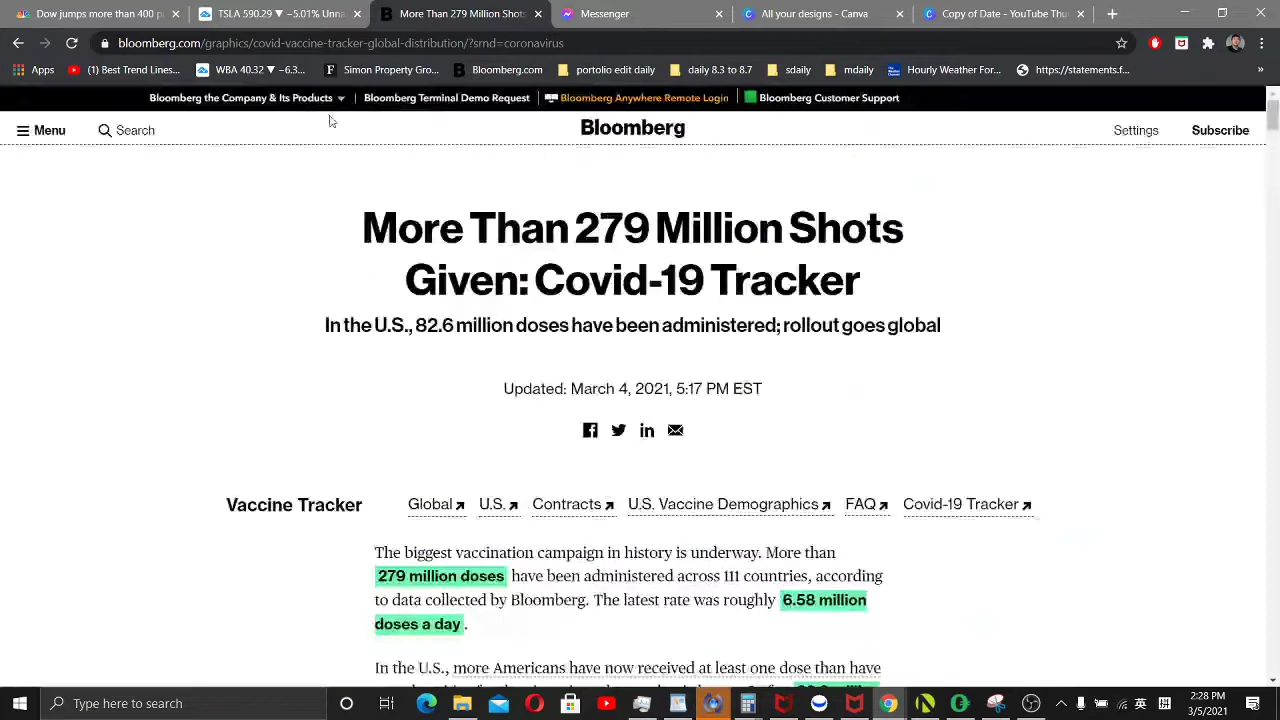 Dow jumps more than 400 p
TSLA 590.29 ▼ −5.01% Unna
More Than 279 Million Shots
Messenger
All your designs - Canva
Copy of Date - YouTube Thu
bloomberg.com/graphics/covid-vaccine-tracker-global-distribution/?srnd=coronavirus
Apps
(1) Best Trend Lines...
WBA 40.32 ▼ −6.3...
Simon Property Gro...
Bloomberg.com
portolio edit daily
daily 8.3 to 8.7
sdaily
mdaily
Hourly Weather For...
https://statements.f...
»
Bloomberg the Company & Its Products ▼
Bloomberg Terminal Demo Request
Bloomberg Anywhere Remote Login
Bloomberg Customer Support
Menu
Search
Bloomberg
Settings
Subscribe
More Than 279 Million Shots
Given: Covid-19 Tracker
In the U.S., 82.6 million doses have been administered; rollout goes global
Updated: March 4, 2021, 5:17 PM EST
Vaccine Tracker
Global
U.S.
Contracts
U.S. Vaccine Demographics
FAQ
Covid-19 Tracker
The biggest vaccination campaign in history is underway. More than
279 million doses have been administered across 111 countries, according
to data collected by Bloomberg. The latest rate was roughly 6.58 million
doses a day .
In the U.S., more Americans have now received at least one dose than have
Type here to search
英
拼
2:28 PM
3/5/2021